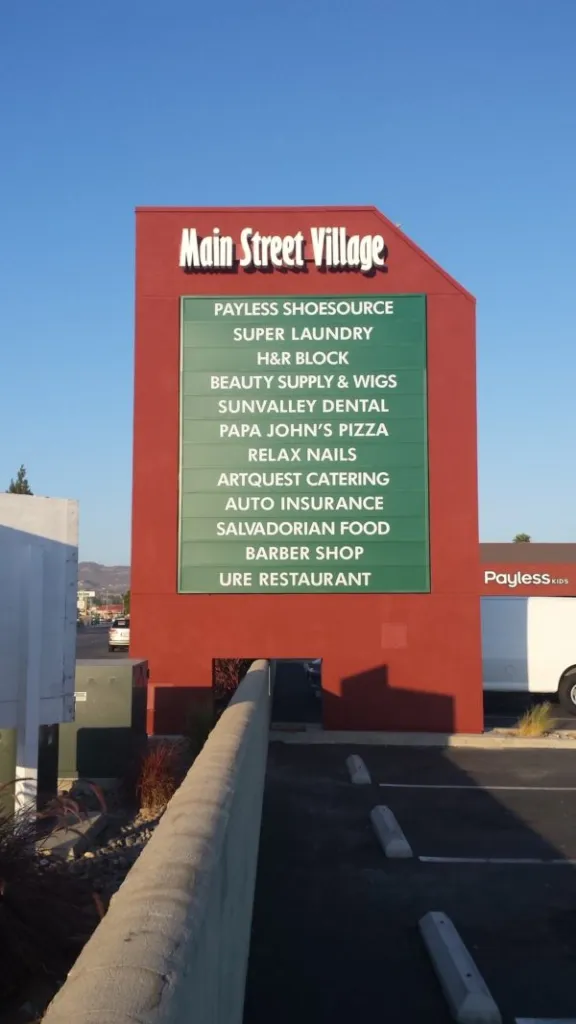 Main Street Village
PAYLESS SHOESOURCE
SUPER LAUNDRY
H&R BLOCK
BEAUTY SUPPLY & WIGS
SUNVALLEY DENTAL
PAPA JOHN'S PIZZA
RELAX NAILS
ARTQUEST CATERING
AUTO INSURANCE
SALVADORIAN FOOD
BARBER SHOP
URE RESTAURANT
Payless KIDS